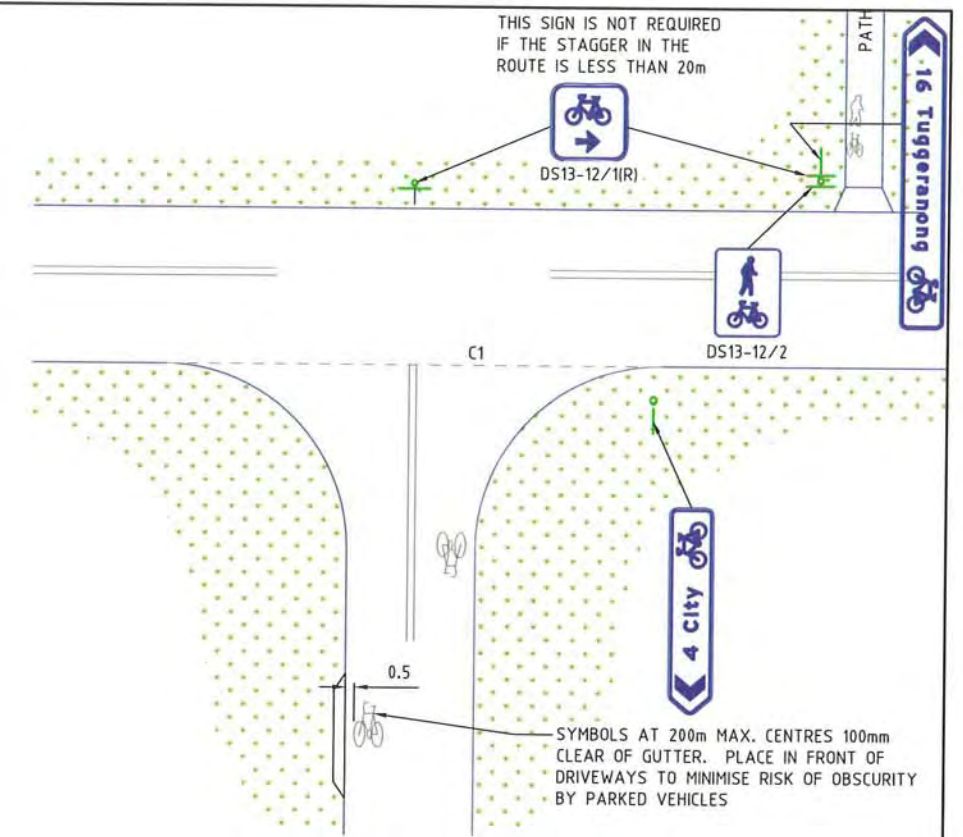 THIS SIGN IS NOT REQUIRED
IF THE STAGGER IN THE
ROUTE IS LESS THAN 20m
PATH
16 Tuggeranong
DS13-12/1(R)
DS13-12/2
C1
4 City
0.5
SYMBOLS AT 200m MAX. CENTRES 100mm
CLEAR OF GUTTER. PLACE IN FRONT OF
DRIVEWAYS TO MINIMISE RISK OF OBSCURITY
BY PARKED VEHICLES